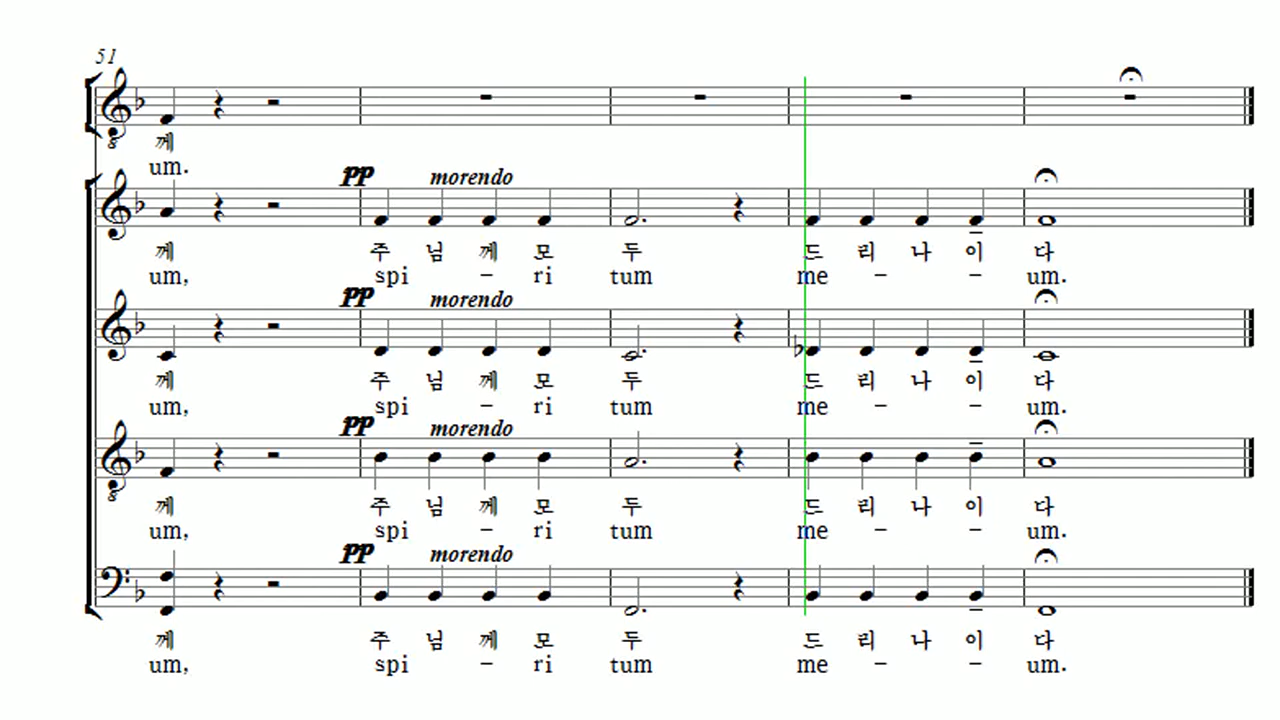 51
께
um.
pp morendo
께 주 님 께 모 두 드 리 나 이 다
um, spi – ri tum me – – um.
pp morendo
께 주 님 께 모 두 드 리 나 이 다
um, spi – ri tum me – – um.
pp morendo
께 주 님 께 모 두 드 리 나 이 다
um, spi – ri tum me – – um.
pp morendo
께 주 님 께 모 두 드 리 나 이 다
um, spi – ri tum me – – um.